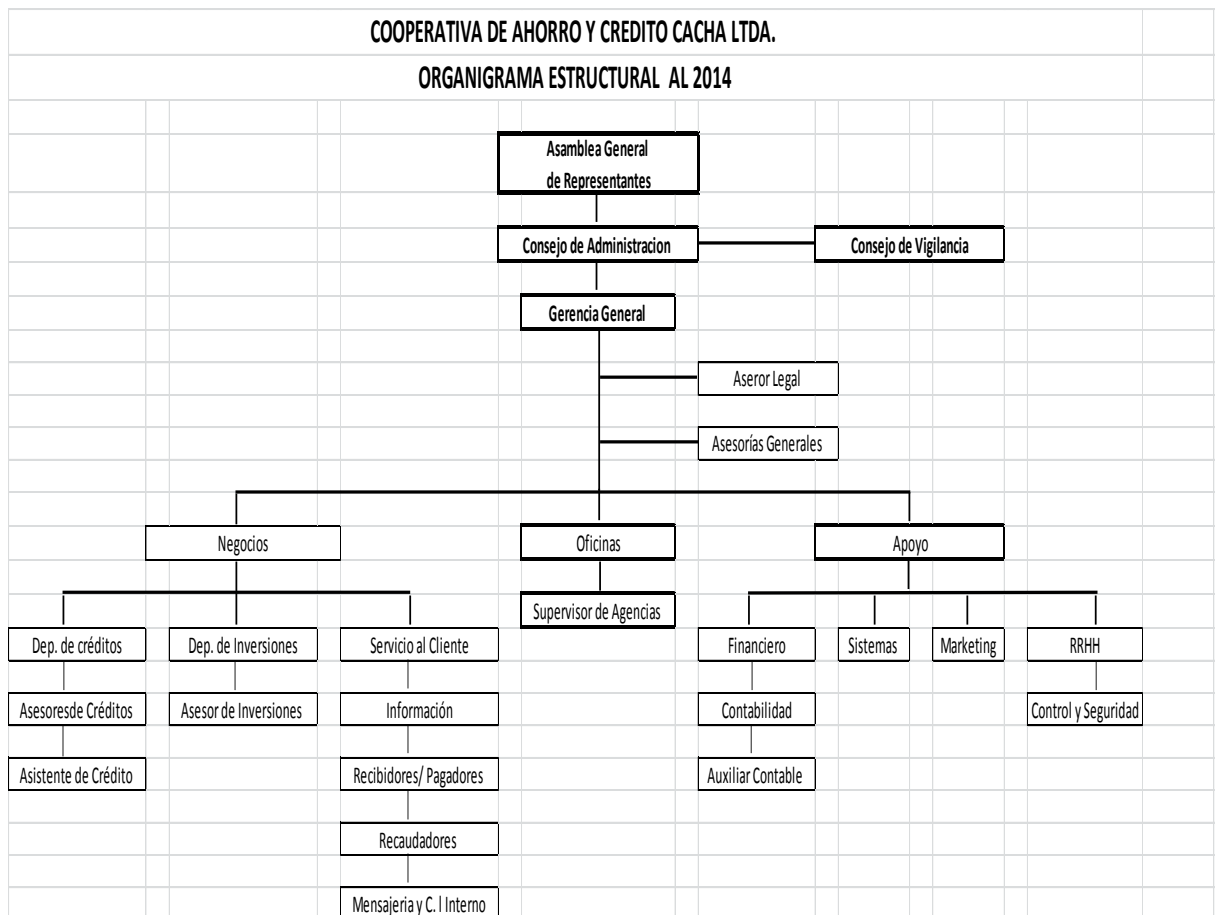 COOPERATIVA DE AHORRO Y CREDITO CACHA LTDA.
ORGANIGRAMA ESTRUCTURAL AL 2014
Asamblea General
de Representantes
Consejo de Administracion
Consejo de Vigilancia
Gerencia General
Aseror Legal
Asesorías Generales
Negocios
Oficinas
Apoyo
Supervisor de Agencias
Dep. de créditos
Dep. de Inversiones
Servicio al Cliente
Financiero
Sistemas
Marketing
RRHH
Asesoresde Créditos
Asesor de Inversiones
Información
Contabilidad
Control y Seguridad
Asistente de Crédito
Recibidores/ Pagadores
Auxiliar Contable
Recaudadores
Mensajeria y C. l Interno